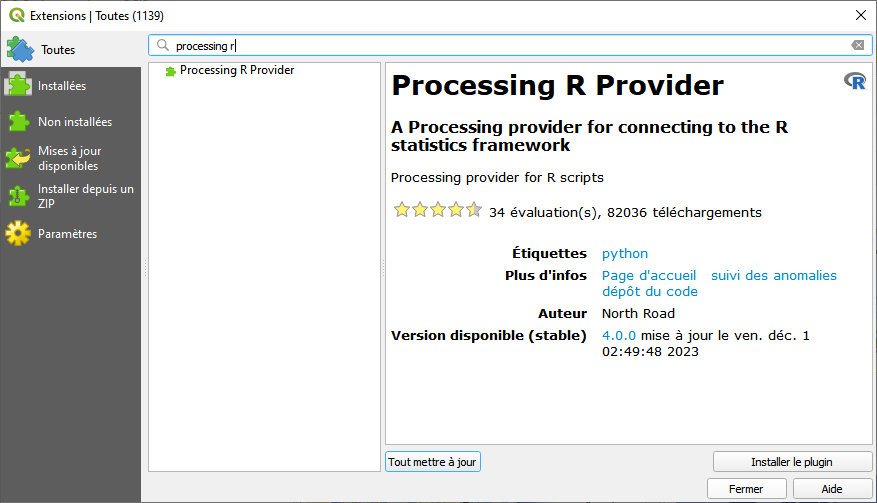 Extensions | Toutes (1139)
Toutes
Installées
Non installées
Mises à jour
disponibles
Installer depuis un
ZIP
Paramètres
processing r
Processing R Provider
Processing R Provider
R
A Processing provider for connecting to the R
statistics framework
Processing provider for R scripts
34 évaluation(s), 82036 téléchargements
Étiquettes python
Plus d'infos Page d'accueil suivi des anomalies
dépôt du code
Auteur North Road
Version disponible (stable) 4.0.0 mise à jour le ven. déc. 1
02:49:48 2023
Tout mettre à jour
Installer le plugin
Fermer
Aide